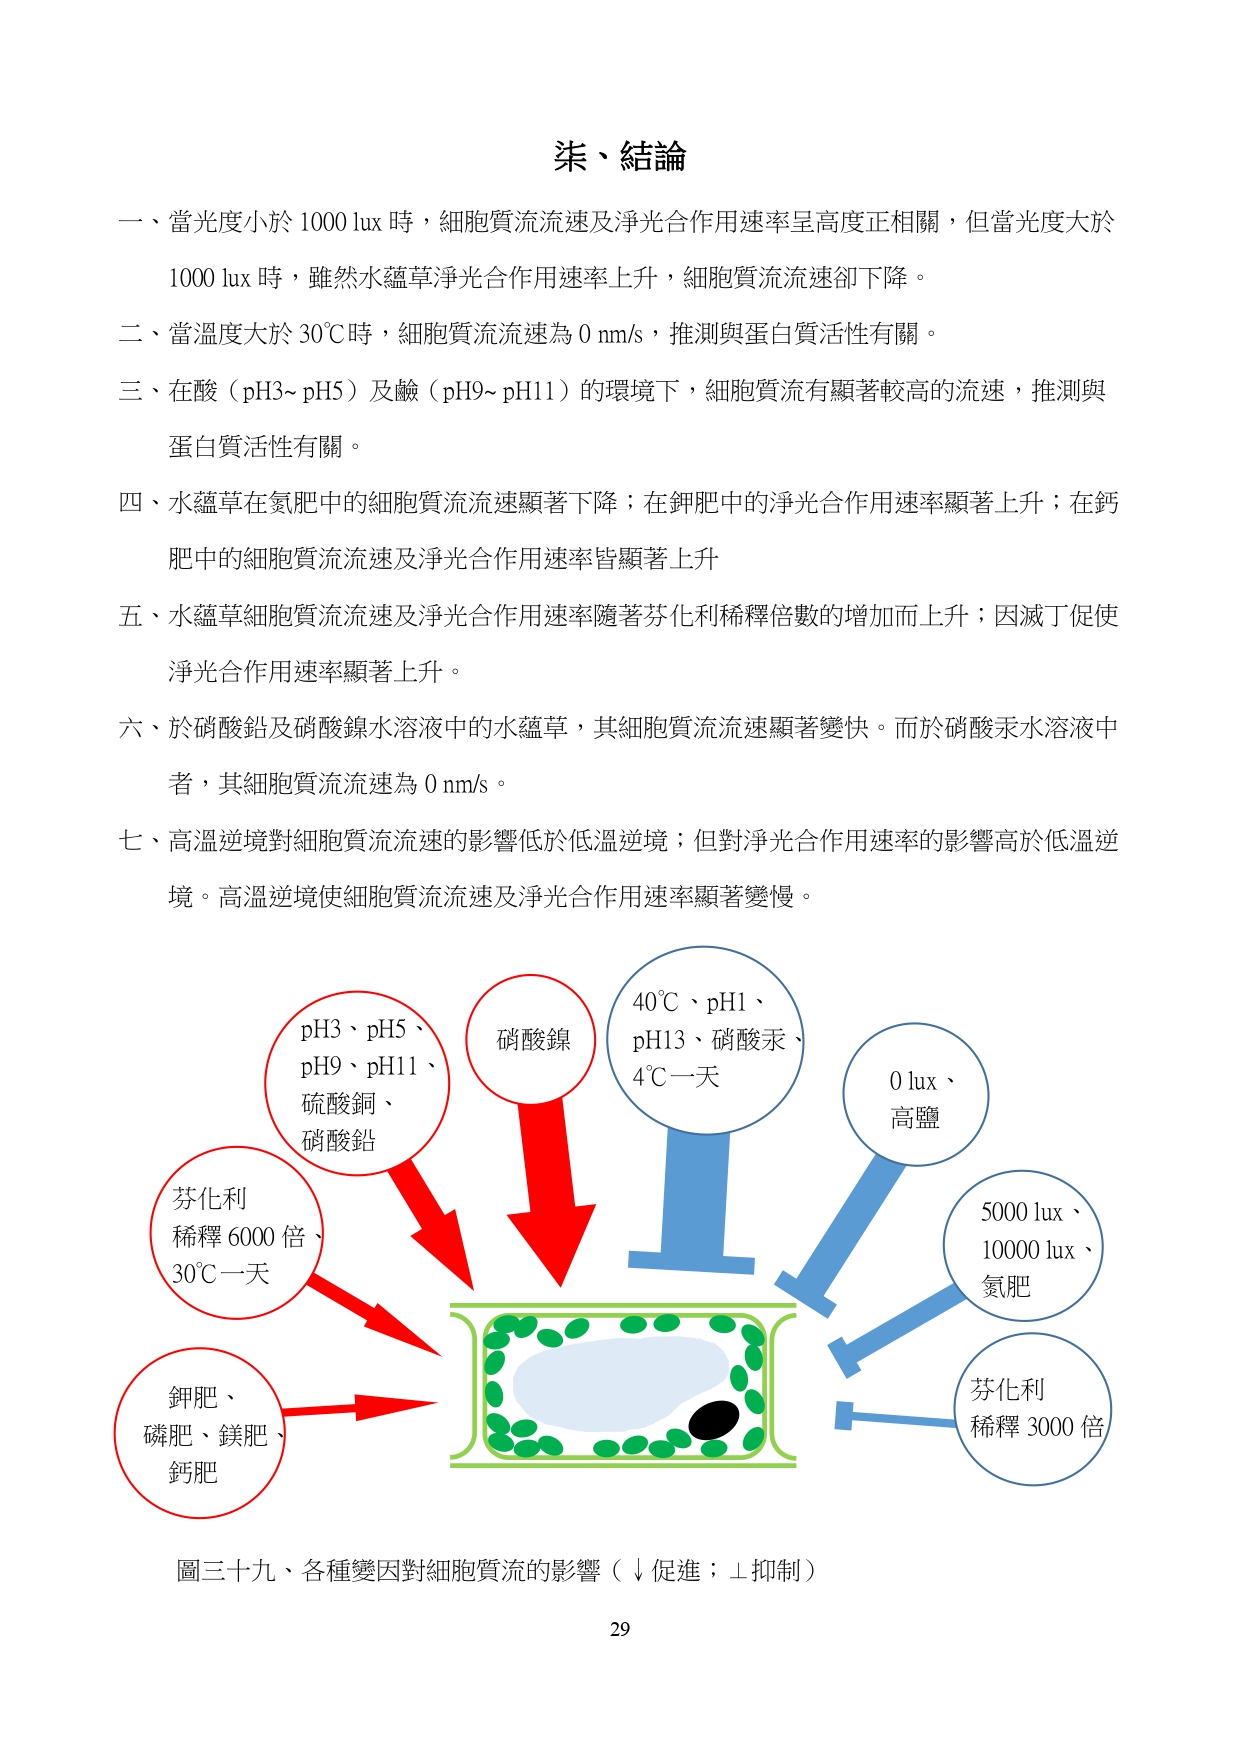 柒、結論
一、當光度小於 1000 lux 時，細胞質流流速及淨光合作用速率呈高度正相關，但當光度大於
1000 lux 時，雖然水蘊草淨光合作用速率上升，細胞質流流速卻下降。
二、當溫度大於 30℃時，細胞質流流速為 0 nm/s，推測與蛋白質活性有關。
三、在酸（pH3~ pH5）及鹼（pH9~ pH11）的環境下，細胞質流有顯著較高的流速，推測與
蛋白質活性有關。
四、水蘊草在氮肥中的細胞質流流速顯著下降；在鉀肥中的淨光合作用速率顯著上升；在鈣
肥中的細胞質流流速及淨光合作用速率皆顯著上升
五、水蘊草細胞質流流速及淨光合作用速率隨著芬化利稀釋倍數的增加而上升；因滅丁促使
淨光合作用速率顯著上升。
六、於硝酸鉛及硝酸鎳水溶液中的水蘊草，其細胞質流流速顯著變快。而於硝酸汞水溶液中
者，其細胞質流流速為 0 nm/s。
七、高溫逆境對細胞質流流速的影響低於低溫逆境；但對淨光合作用速率的影響高於低溫逆
境。高溫逆境使細胞質流流速及淨光合作用速率顯著變慢。
pH3、pH5、
pH9、pH11、
硫酸銅、
硝酸鉛
硝酸鎳
40℃、pH1、
pH13、硝酸汞、
4℃一天
0 lux、
高鹽
芬化利
稀釋 6000 倍、
30℃一天
5000 lux、
10000 lux、
氮肥
鉀肥、
磷肥、鎂肥、
鈣肥
芬化利
稀釋 3000 倍
圖三十九、各種變因對細胞質流的影響（↓促進；⊥抑制）
29